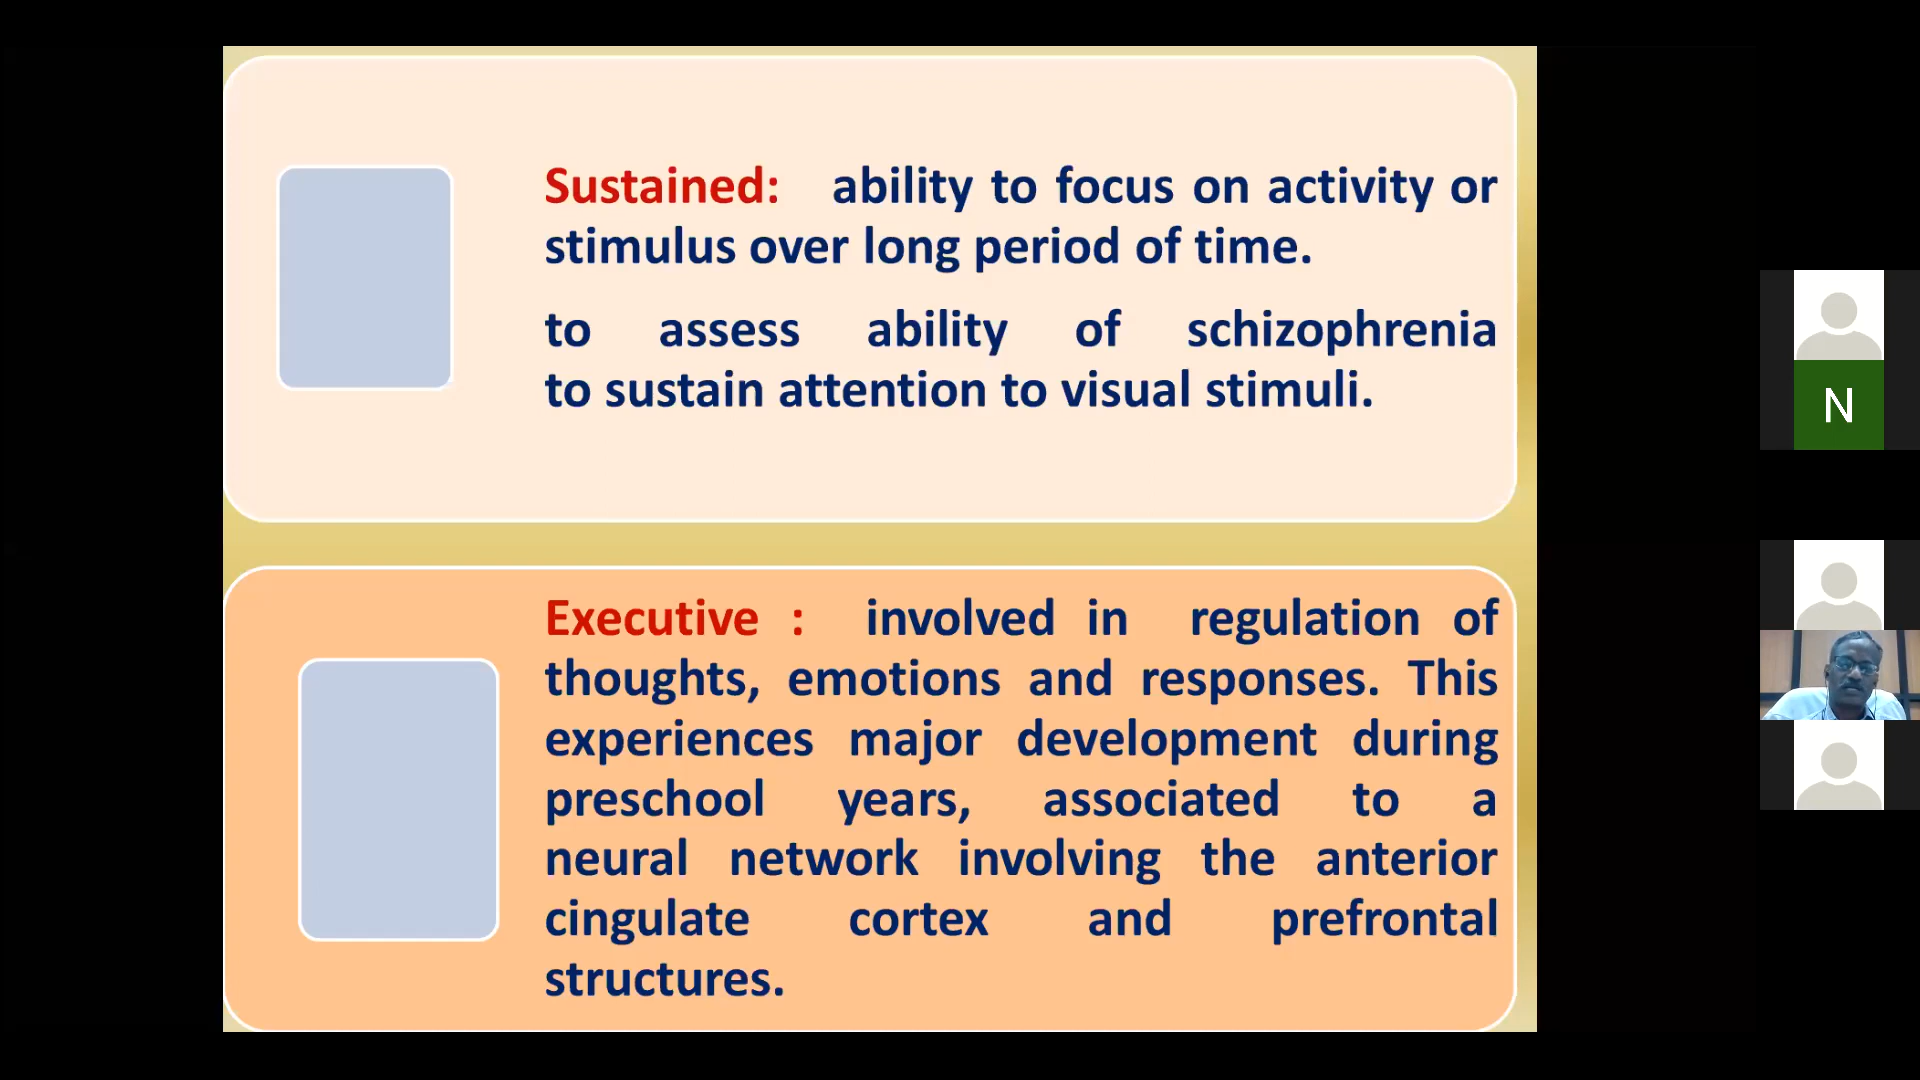 Sustained: ability to focus on activity or
stimulus over long period of time.
to assess ability of schizophrenia
to sustain attention to visual stimuli.
Executive : involved in regulation of
thoughts, emotions and responses. This
experiences major development during
preschool years, associated to a
neural network involving the anterior
cingulate cortex and prefrontal
structures.
N